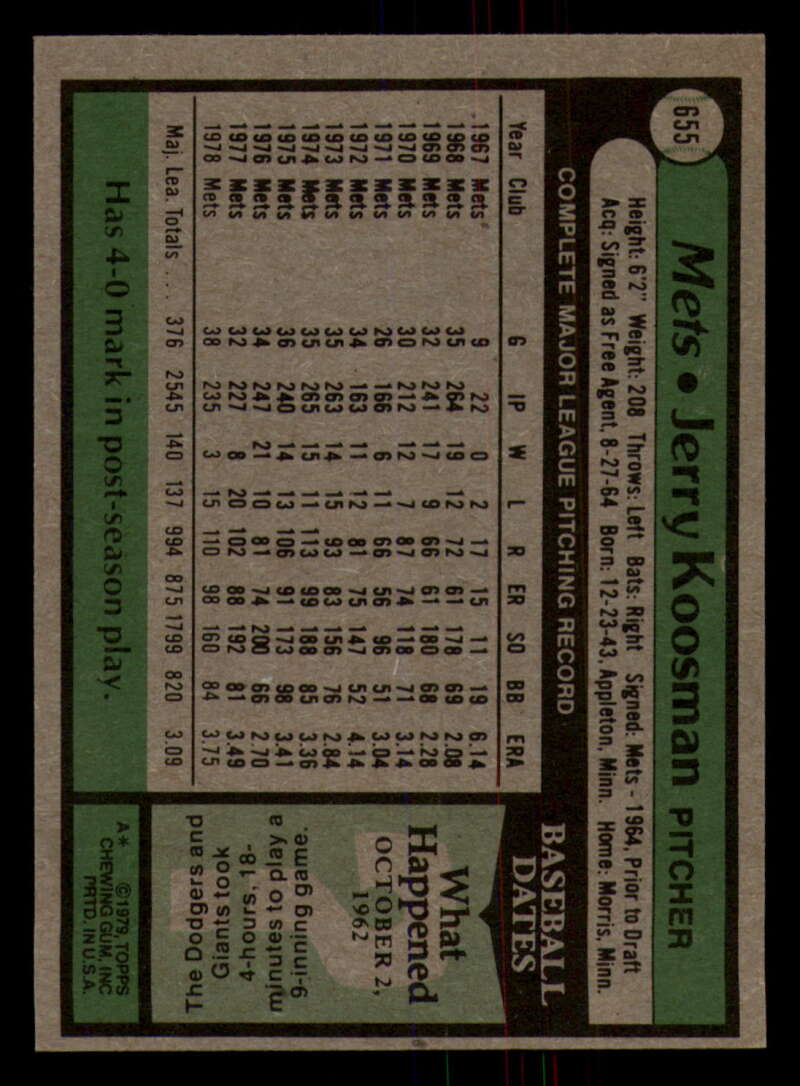 655
Mets • Jerry Koosman PITCHER
Height: 6'2" Weight: 208 Throws: Left Bats: Right Signed: Mets - 1964, Prior to Draft
Acq: Signed as Free Agent, 8-27-64 Born: 12-23-43, Appleton, Minn. Home: Morris, Minn.
COMPLETE MAJOR LEAGUE PITCHING RECORD
Year Club G IP W L R ER SO BB ERA
1967 Mets 9 22 0 2 17 15 11 19 6.14
1968 Mets 35 264 19 12 72 61 178 69 2.08
1969 Mets 32 241 17 9 66 61 180 68 2.28
1970 Mets 30 212 12 7 87 74 118 71 3.14
1971 Mets 26 166 6 11 66 56 96 51 3.04
1972 Mets 34 163 11 12 81 75 147 52 4.14
1973 Mets 35 263 14 15 93 83 156 76 2.84
1974 Mets 35 265 15 11 113 99 188 85 3.36
1975 Mets 36 240 14 13 106 91 173 98 3.41
1976 Mets 34 247 21 10 81 74 200 66 2.70
1977 Mets 32 227 8 20 102 88 192 81 3.49
1978 Mets 38 235 3 15 110 98 160 84 3.75
Maj. Lea. Totals . . . 376 2545 140 137 994 875 1799 820 3.09
Has 4-0 mark in post-season play.
BASEBALL
DATES
What
Happened
OCTOBER 2,
1962
The Dodgers and
Giants took
4-hours, 18-
minutes to play a
9-inning game.
A* ©1979, TOPPS
CHEWING GUM, INC
PRTD. IN U.S.A.